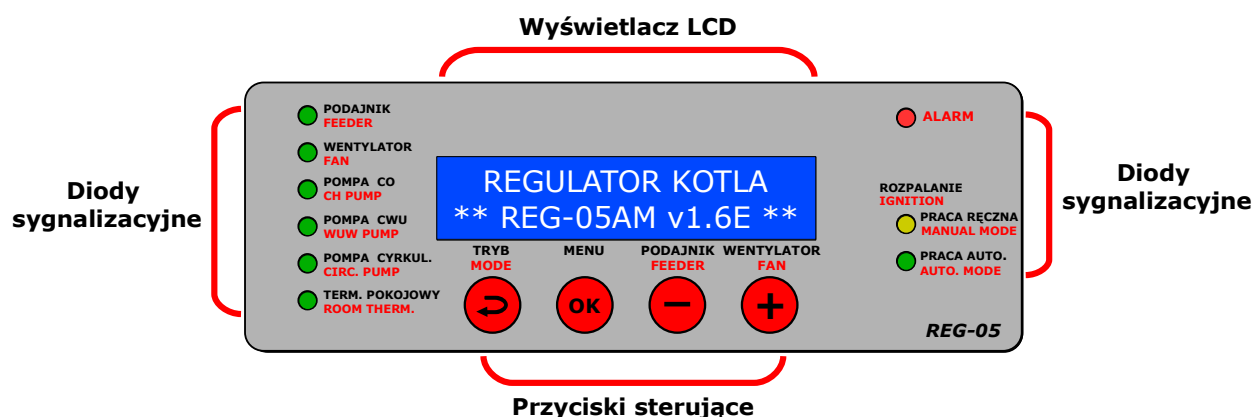 Wyświetlacz LCD
Diody
sygnalizacyjne
PODAJNIK
FEEDER
WENTYLATOR
FAN
POMPA CO
CH PUMP
POMPA CWU
WUW PUMP
POMPA CYRKUL.
CIRC. PUMP
TERM. POKOJOWY
ROOM THERM.
REGULATOR KOTLA
** REG-05AM v1.6E **
TRYB
MODE
MENU
PODAJNIK
FEEDER
WENTYLATOR
FAN
OK
ALARM
ROZPALANIE
IGNITION
PRACA RĘCZNA
MANUAL MODE
PRACA AUTO.
AUTO. MODE
REG-05
Diody
sygnalizacyjne
Przyciski sterujące